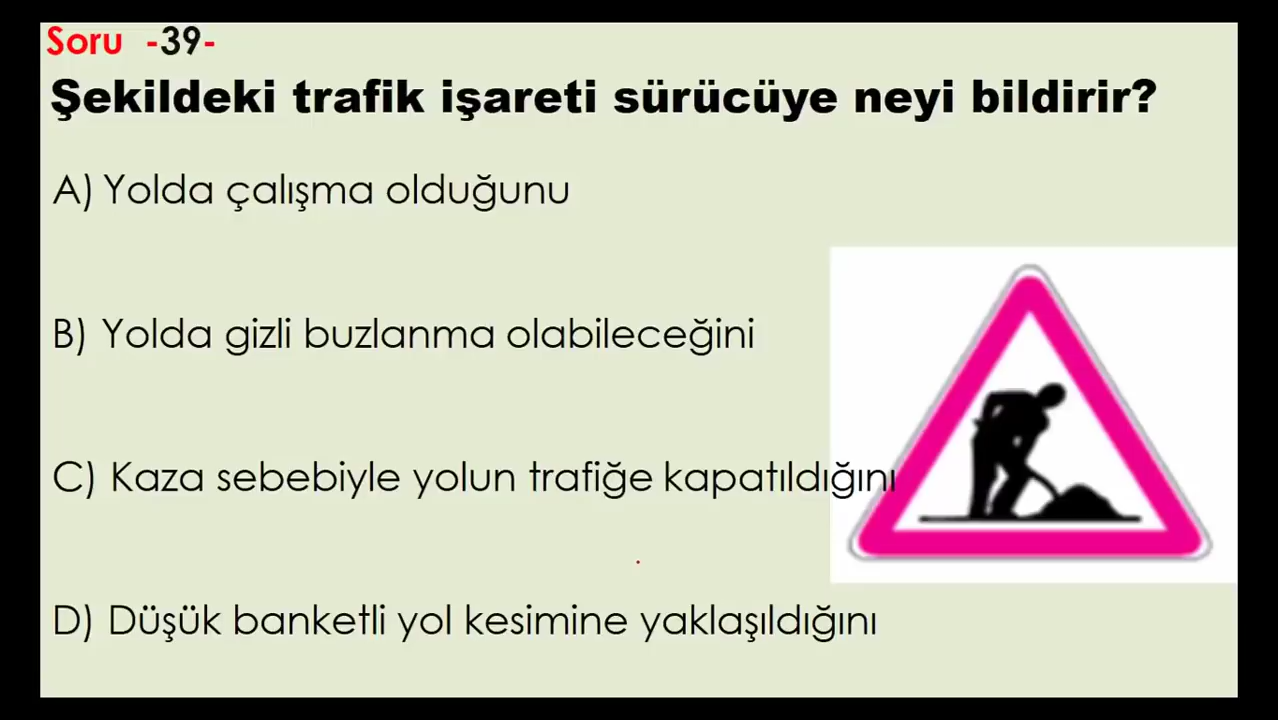 Soru -39-
Şekildeki trafik işareti sürücüye neyi bildirir?
A) Yolda çalışma olduğunu
B) Yolda gizli buzlanma olabileceğini
C) Kaza sebebiyle yolun trafiğe kapatıldığını
D) Düşük banketli yol kesimine yaklaşıldığını